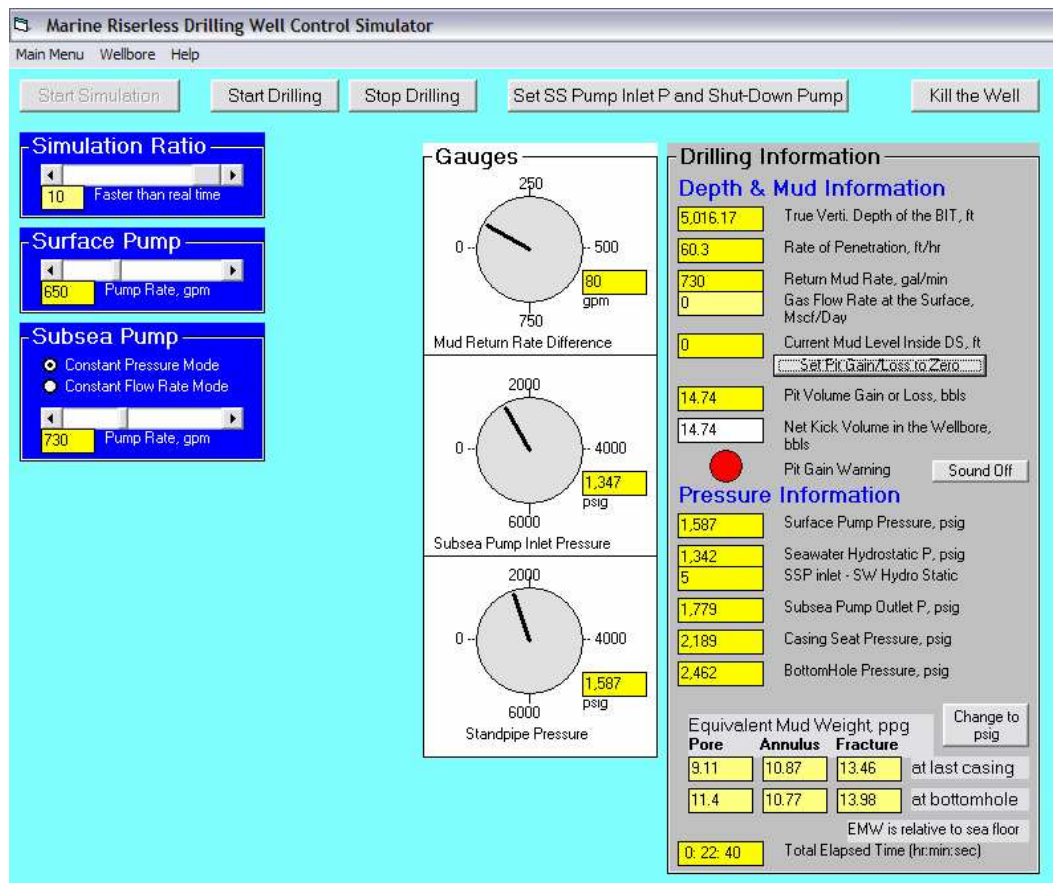 Marine Riserless Drilling Well Control Simulator
Main Menu Wellbore Help
Start Simulation Start Drilling Stop Drilling Set SS Pump Inlet P and Shut-Down Pump Kill the Well
Simulation Ratio
10 Faster than real time
Surface Pump
650 Pump Rate, gpm
Subsea Pump
Constant Pressure Mode
Constant Flow Rate Mode
730 Pump Rate, gpm
Gauges
250
0 500
80
gpm
750
Mud Return Rate Difference
2000
0 4000
1,347
psig
6000
Subsea Pump Inlet Pressure
2000
0 4000
1,587
psig
6000
Standpipe Pressure
Drilling Information
Depth & Mud Information
5,016.17 True Verti. Depth of the BIT, ft
60.3 Rate of Penetration, ft/hr
730 Return Mud Rate, gal/min
0 Gas Flow Rate at the Surface,
Mscf/Day
0 Current Mud Level Inside DS, ft
Set Pit Gain/Loss to Zero
14.74 Pit Volume Gain or Loss, bbls
14.74 Net Kick Volume in the Wellbore,
bbls
Pit Gain Warning Sound Off
Pressure Information
1,587 Surface Pump Pressure, psig
1,342 Seawater Hydrostatic P, psig
5 SSP inlet - SW Hydro Static
1,779 Subsea Pump Outlet P, psig
2,189 Casing Seat Pressure, psig
2,462 BottomHole Pressure, psig
Equivalent Mud Weight, ppg
Change to
psig
Pore Annulus Fracture
9.11 10.87 13.46 at last casing
11.4 10.77 13.98 at bottomhole
EMW is relative to sea floor
0: 22: 40 Total Elapsed Time (hr:min:sec)